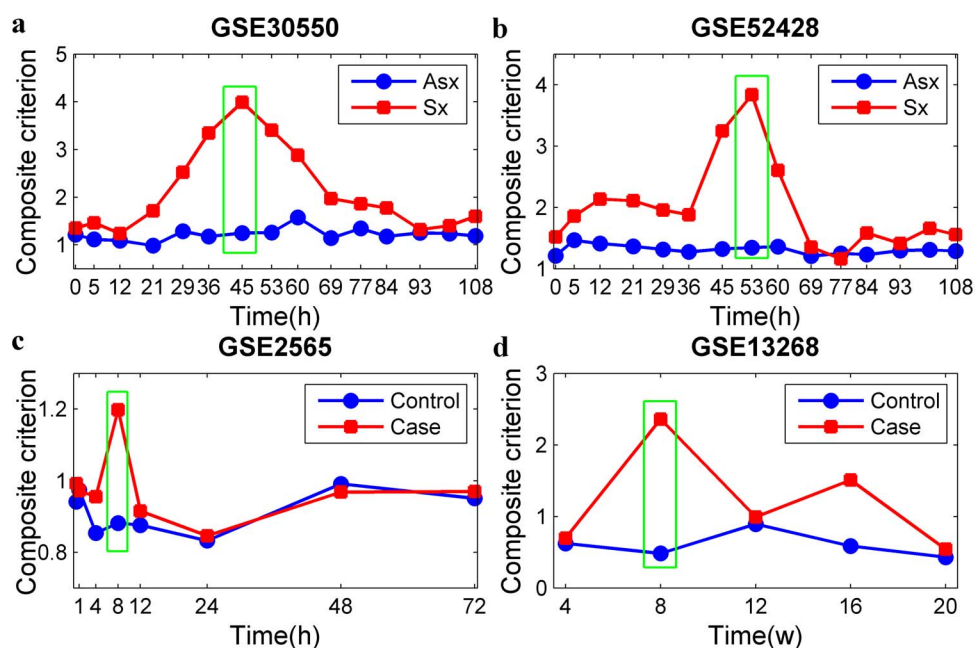 a
GSE30550
Composite criterion
5
4
3
2
1
Asx
Sx
0 5 12 21 29 36 45 53 60 69 77 84 93 108
Time(h)
b
GSE52428
Composite criterion
4
3
2
1
Asx
Sx
0 5 12 21 29 36 45 53 60 69 77 84 93 108
Time(h)
c
GSE2565
Composite criterion
1.2
1
0.8
Control
Case
1 4 8 12 24 48 72
Time(h)
d
GSE13268
Composite criterion
3
2
1
0
Control
Case
4 8 12 16 20
Time(w)